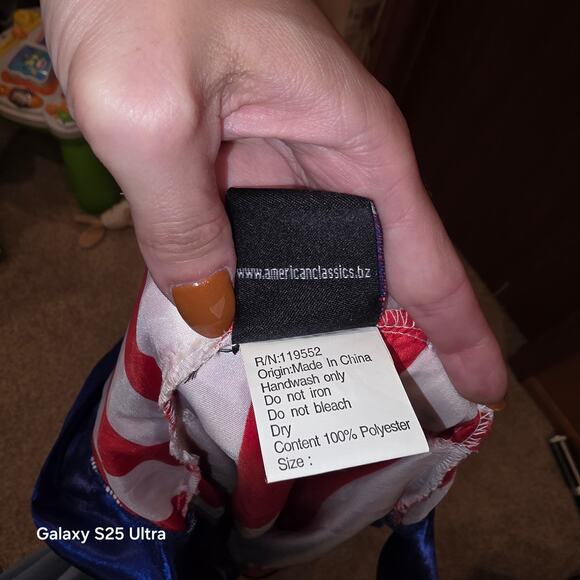 www.americanclassics.bz
R/N:119552
Origin:Made In China
Handwash only
Do not iron
Do not bleach
Dry
Content 100% Polyester
Size :
Galaxy S25 Ultra